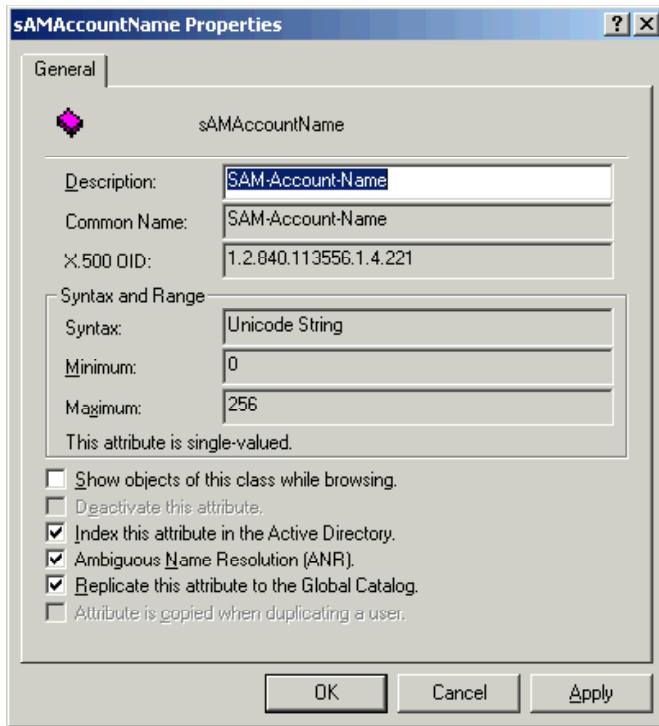 sAMAccountName Properties
General
sAMAccountName
Description: SAM-Account-Name
Common Name: SAM-Account-Name
X.500 OID: 1.2.840.113556.1.4.221
Syntax and Range
Syntax: Unicode String
Minimum: 0
Maximum: 256
This attribute is single-valued.
Show objects of this class while browsing.
Deactivate this attribute.
Index this attribute in the Active Directory.
Ambiguous Name Resolution (ANR).
Replicate this attribute to the Global Catalog.
Attribute is copied when duplicating a user.
OK Cancel Apply